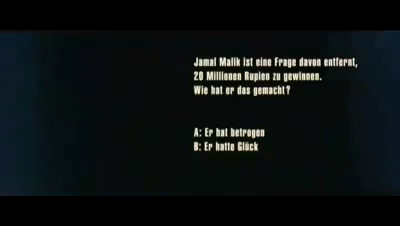 Jamal Malik ist eine Frage davon entfernt,
20 Millionen Rupien zu gewinnen.
Wie hat er das gemacht?
A: Er hat betrogen
B: Er hatte Glück